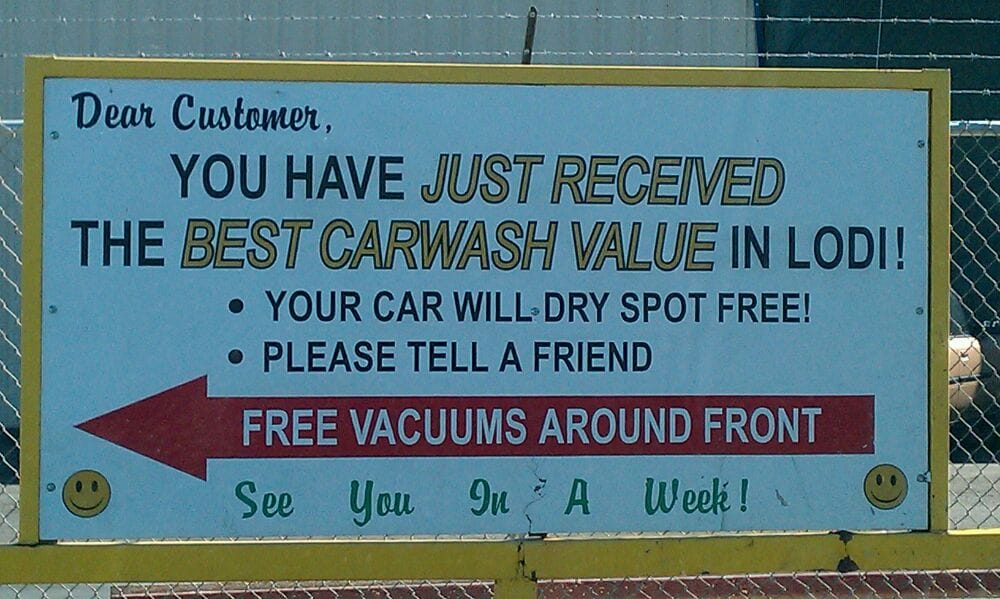 Dear Customer,
YOU HAVE JUST RECEIVED
THE BEST CARWASH VALUE IN LODI!
• YOUR CAR WILL DRY SPOT FREE!
• PLEASE TELL A FRIEND
FREE VACUUMS AROUND FRONT
See You In A Week!